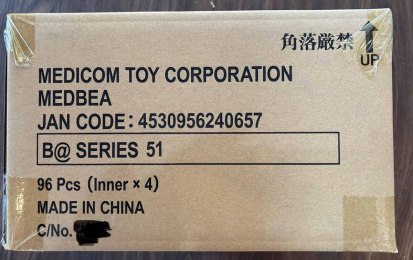 角落厳禁
UP
MEDICOM TOY CORPORATION
MEDBEA
JAN CODE: 4530956240657
B@ SERIES 51
96 Pcs (Inner × 4)
MADE IN CHINA
C/No.